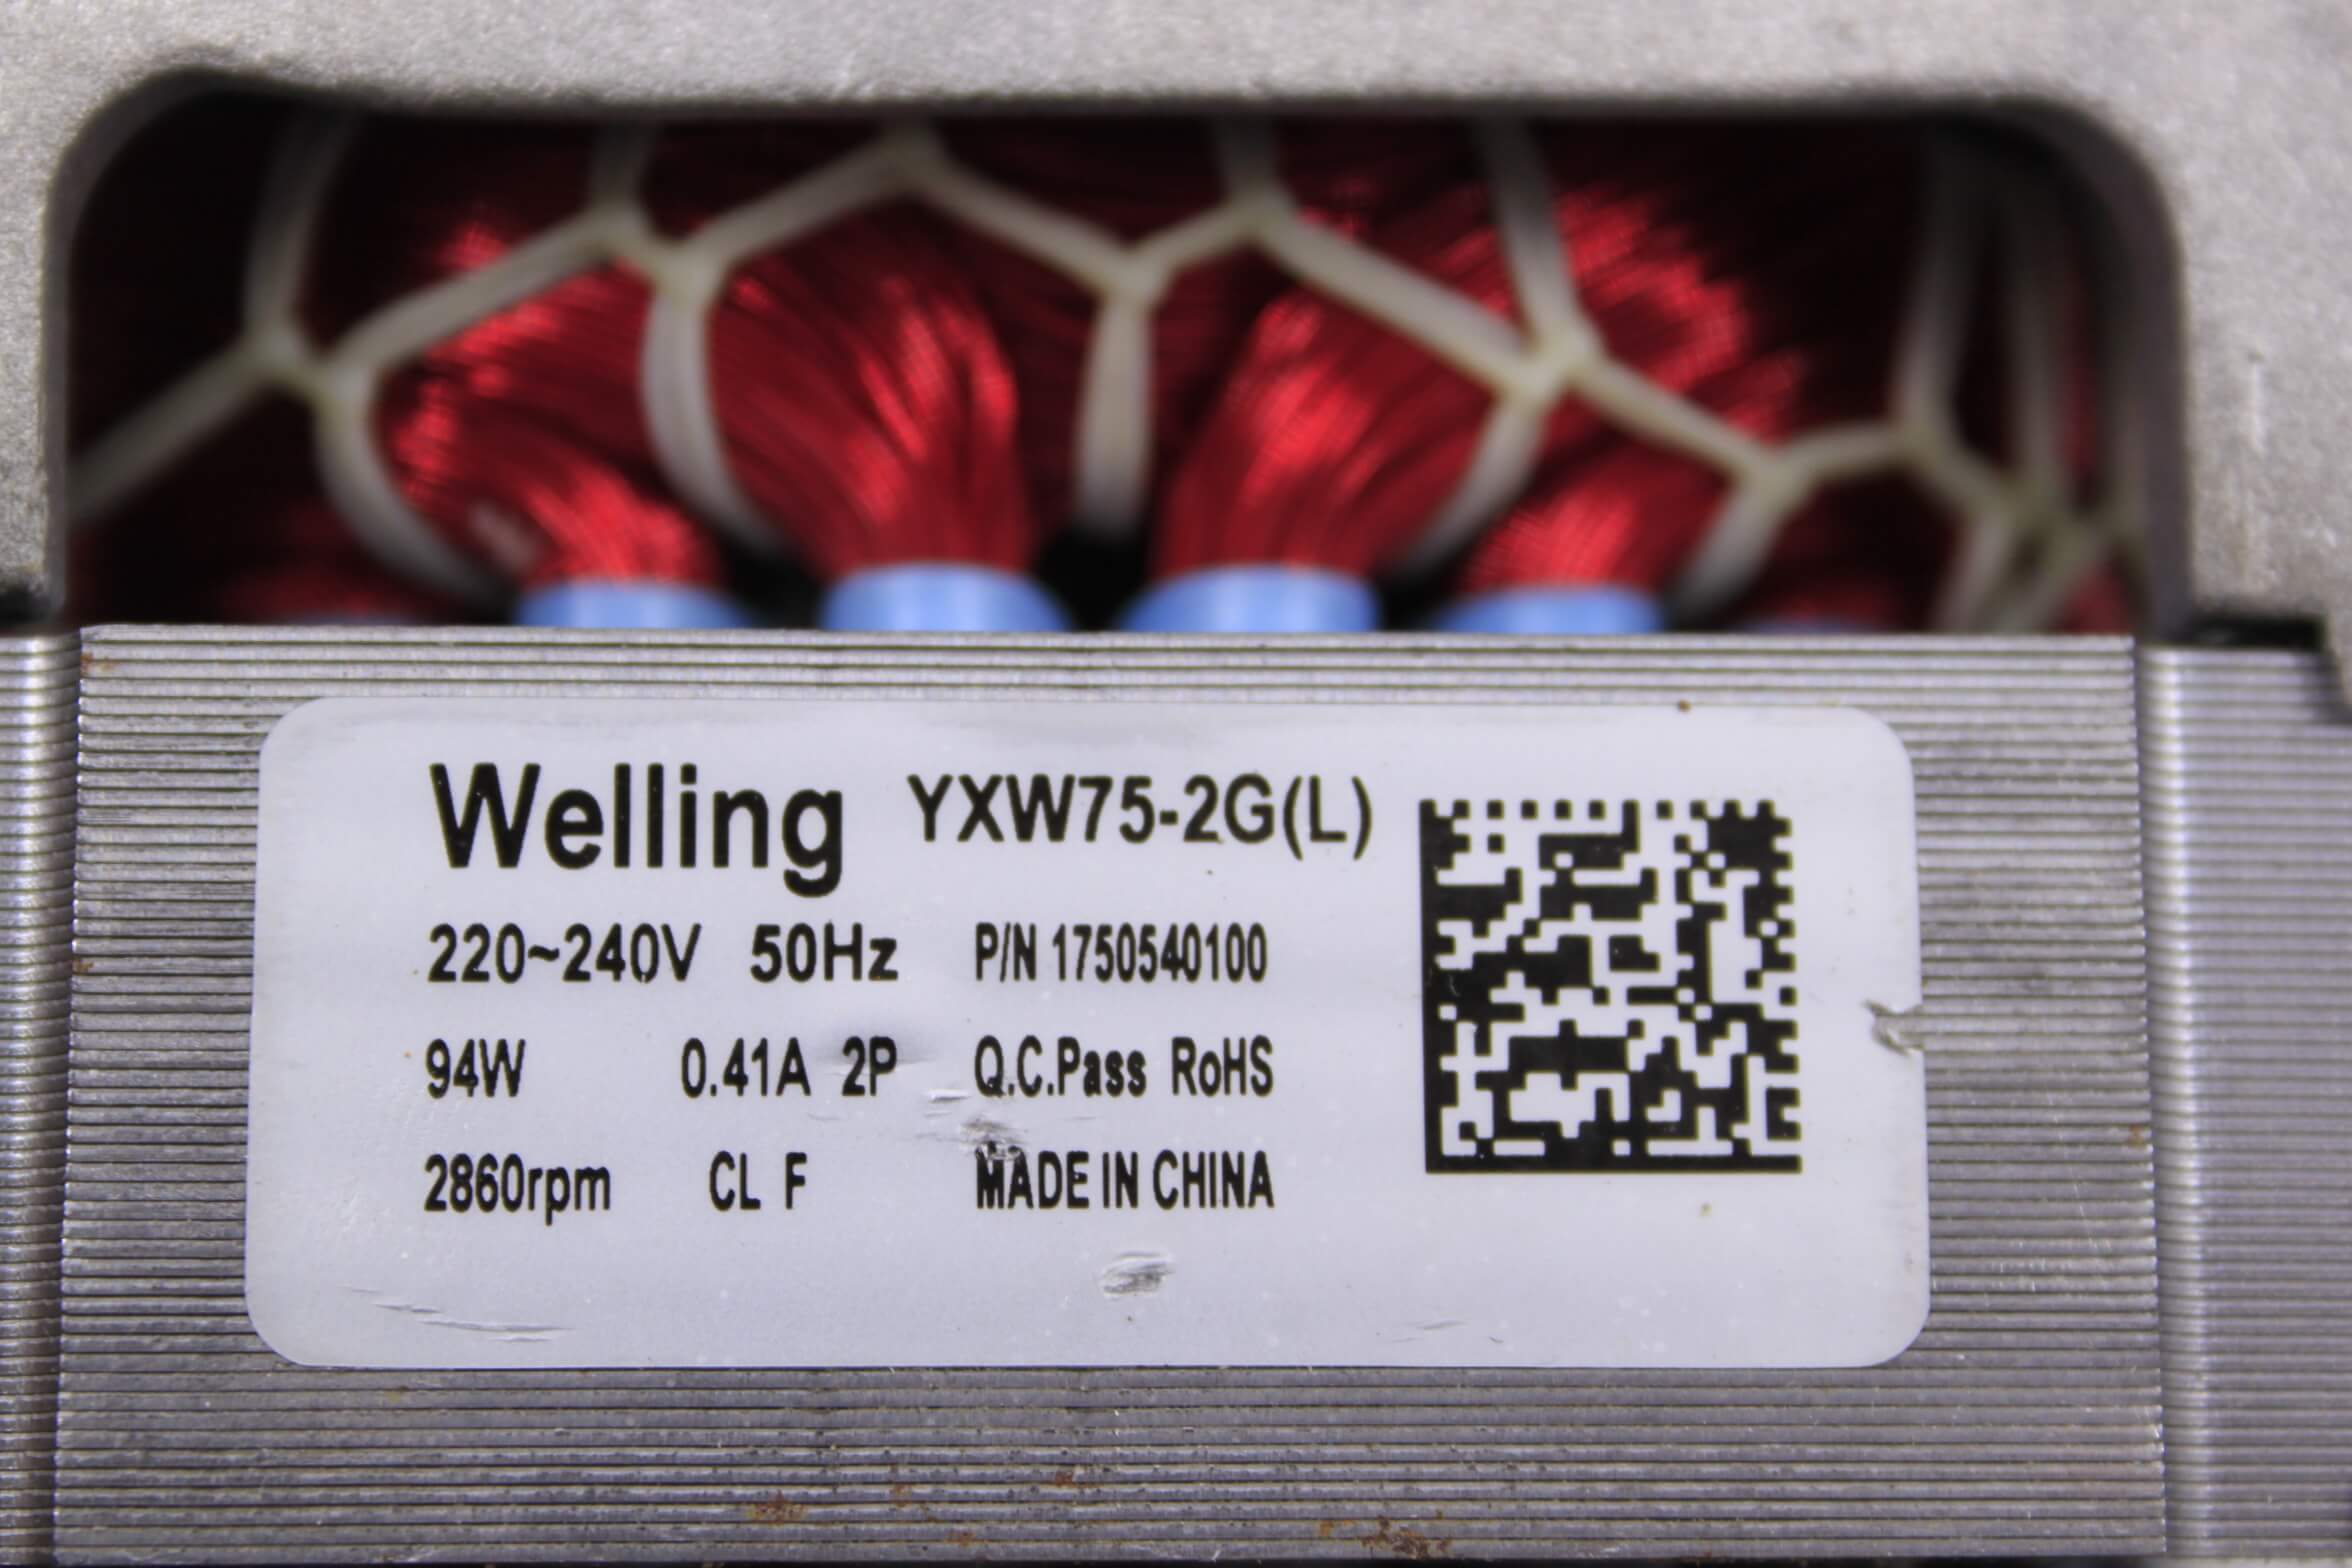 Welling YXW75-2G(L)
220~240V 50Hz P/N 1750540100
94W 0.41A 2P Q.C.Pass RoHS
2860rpm CL F MADE IN CHINA